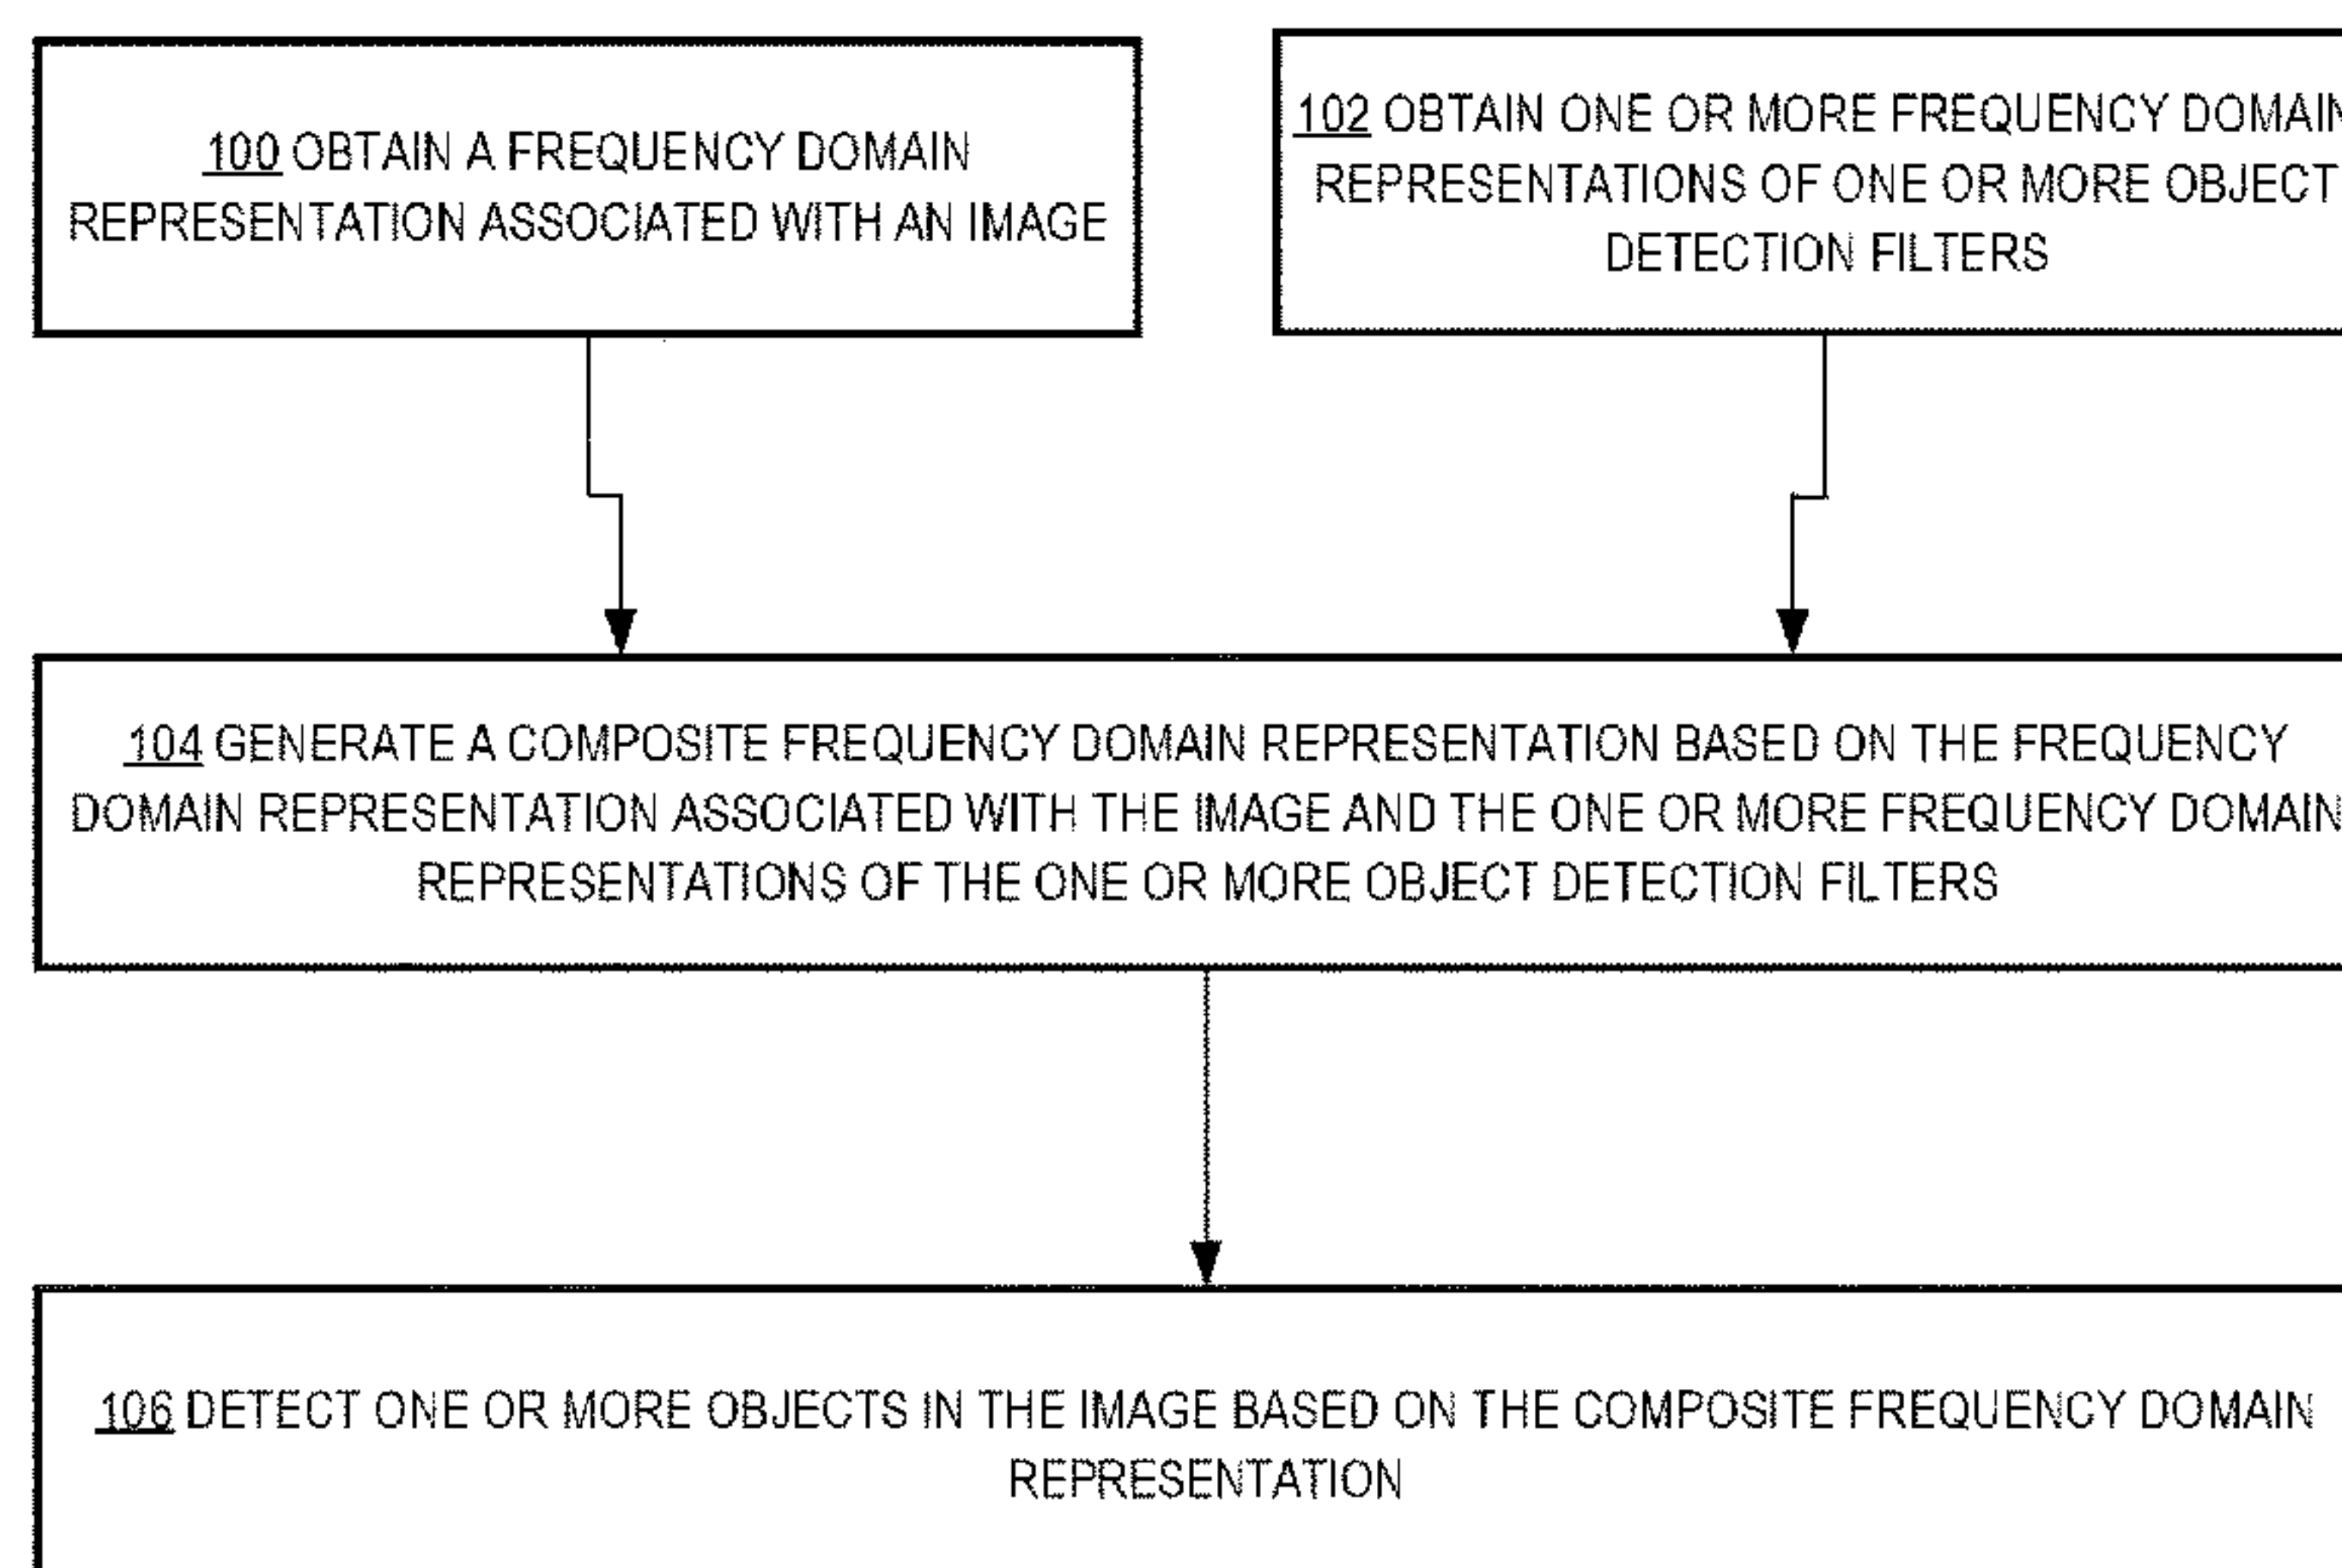 100 OBTAIN A FREQUENCY DOMAIN
REPRESENTATION ASSOCIATED WITH AN IMAGE
102 OBTAIN ONE OR MORE FREQUENCY DOMAIN
REPRESENTATIONS OF ONE OR MORE OBJECT
DETECTION FILTERS
104 GENERATE A COMPOSITE FREQUENCY DOMAIN REPRESENTATION BASED ON THE FREQUENCY
DOMAIN REPRESENTATION ASSOCIATED WITH THE IMAGE AND THE ONE OR MORE FREQUENCY DOMAIN
REPRESENTATIONS OF THE ONE OR MORE OBJECT DETECTION FILTERS
106 DETECT ONE OR MORE OBJECTS IN THE IMAGE BASED ON THE COMPOSITE FREQUENCY DOMAIN
REPRESENTATION